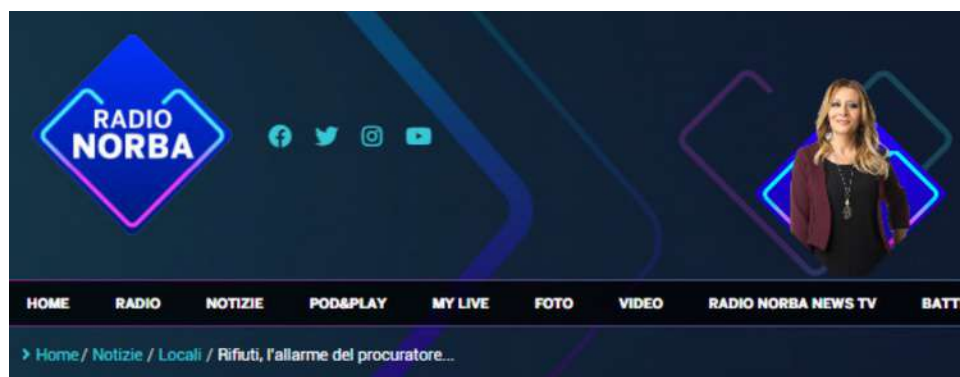 RADIO
NORBA
HOME RADIO NOTIZIE POD&PLAY MY LIVE FOTO VIDEO RADIO NORBA NEWS TV BATT
> Home / Notizie / Locali / Rifiuti, l'allarme del procuratore...